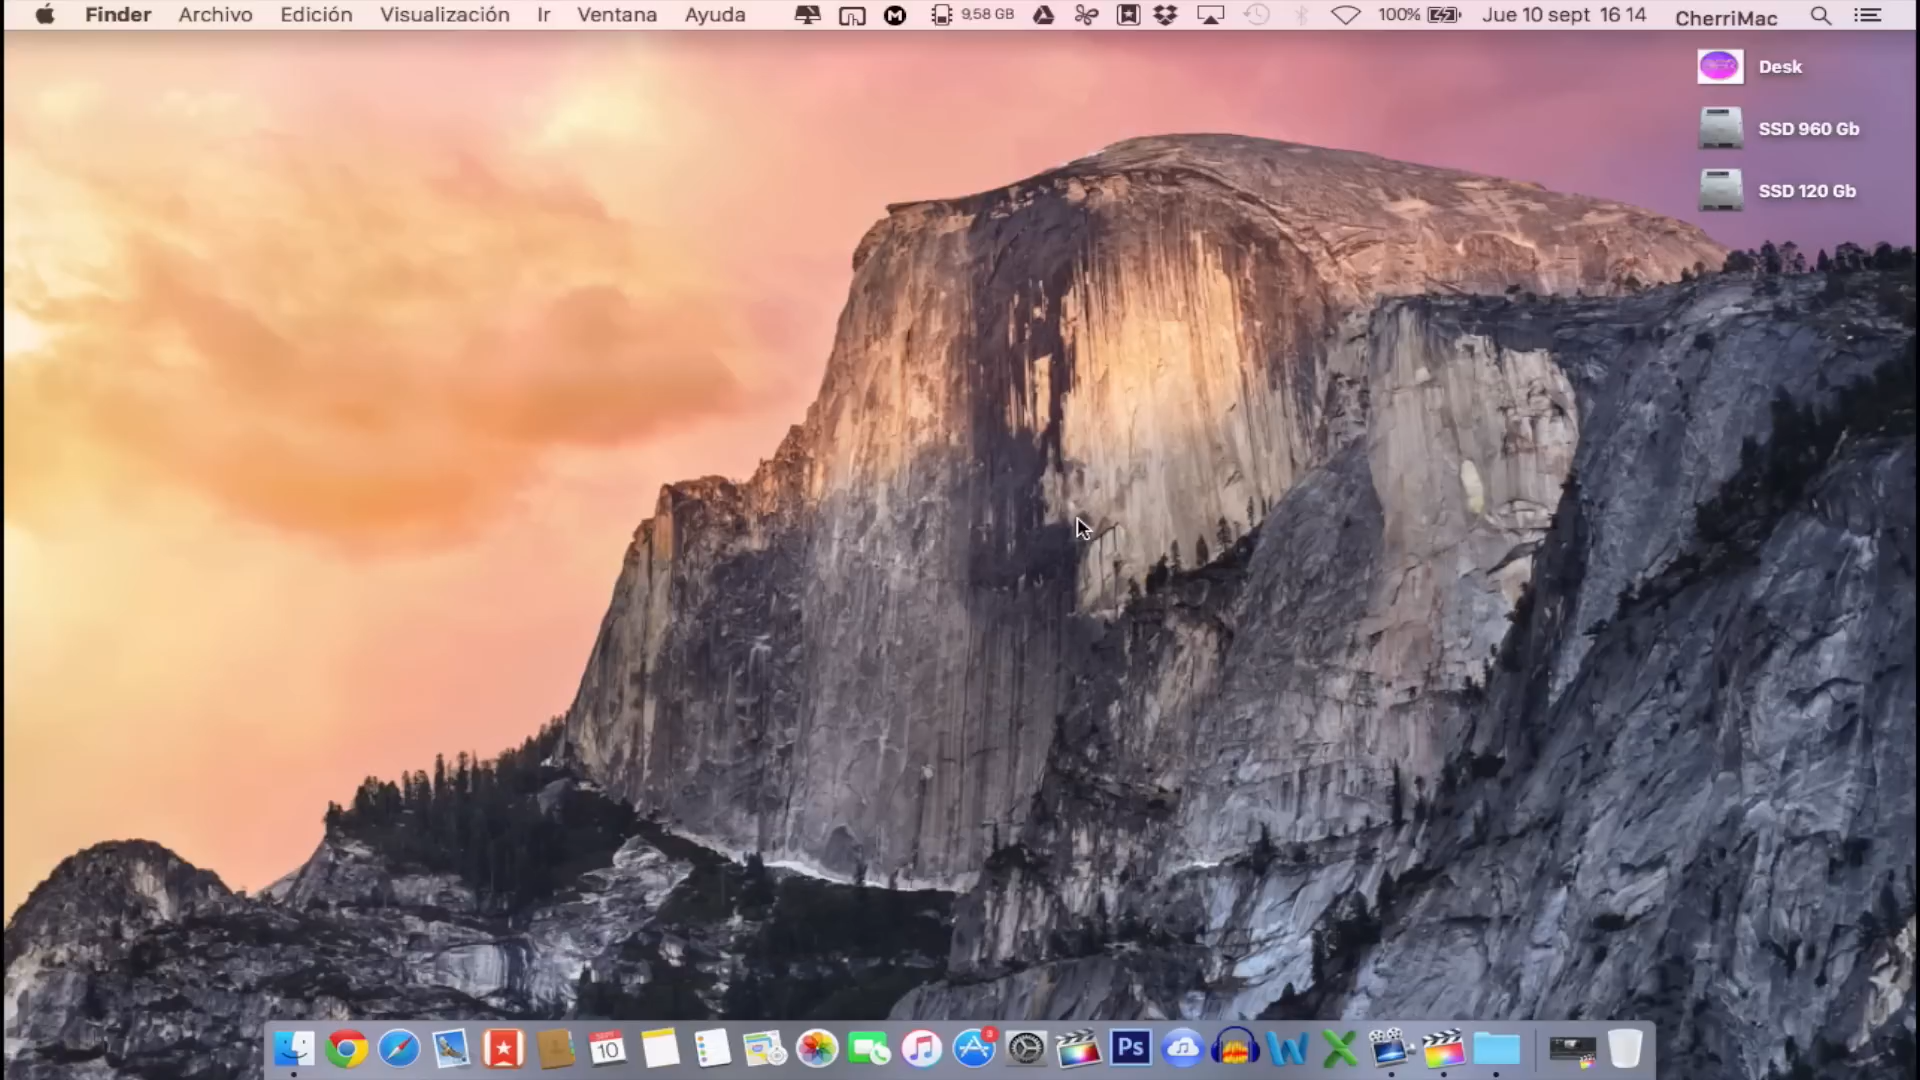 Finder Archivo Edición Visualización Ir Ventana Ayuda 9,58 GB 100% Jue 10 sept 16 14 CherriMac
Desk
SSD 960 Gb
SSD 120 Gb
10
Ps